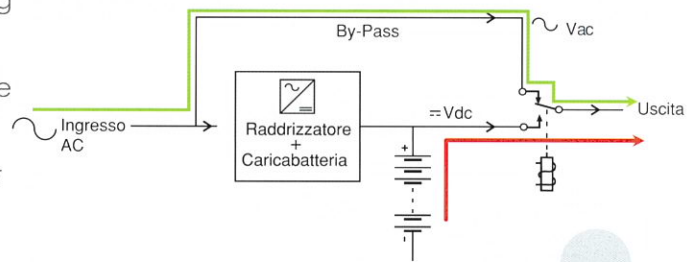 By-Pass
Vac
Ingresso
AC
Raddrizzatore
+
Caricabatteria
Vdc
Uscita
+
-